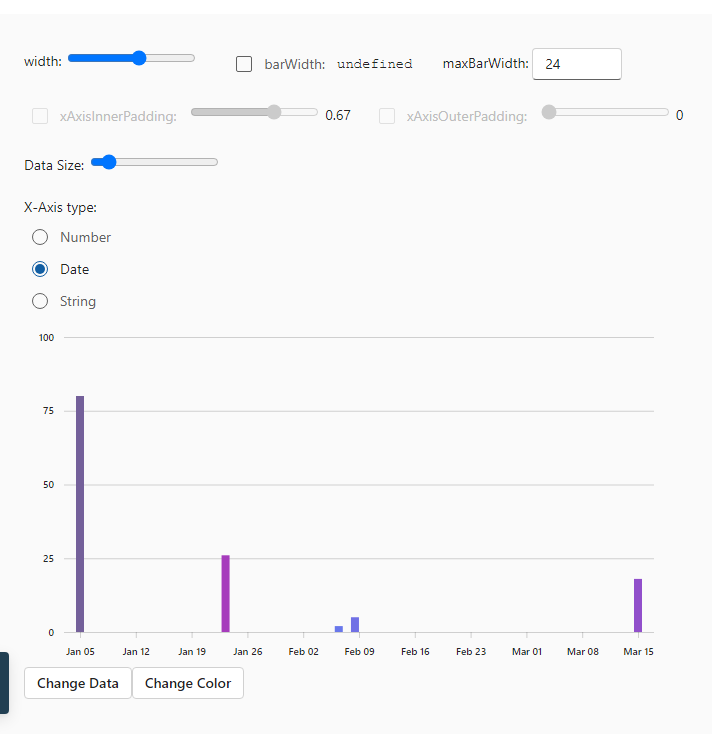 width: barWidth: undefined maxBarWidth: 24
xAxisInnerPadding: 0.67 xAxisOuterPadding: 0
Data Size:
X-Axis type:
Number
Date
String
100
75
50
25
0
Jan 05 Jan 12 Jan 19 Jan 26 Feb 02 Feb 09 Feb 16 Feb 23 Mar 01 Mar 08 Mar 15
Change Data Change Color